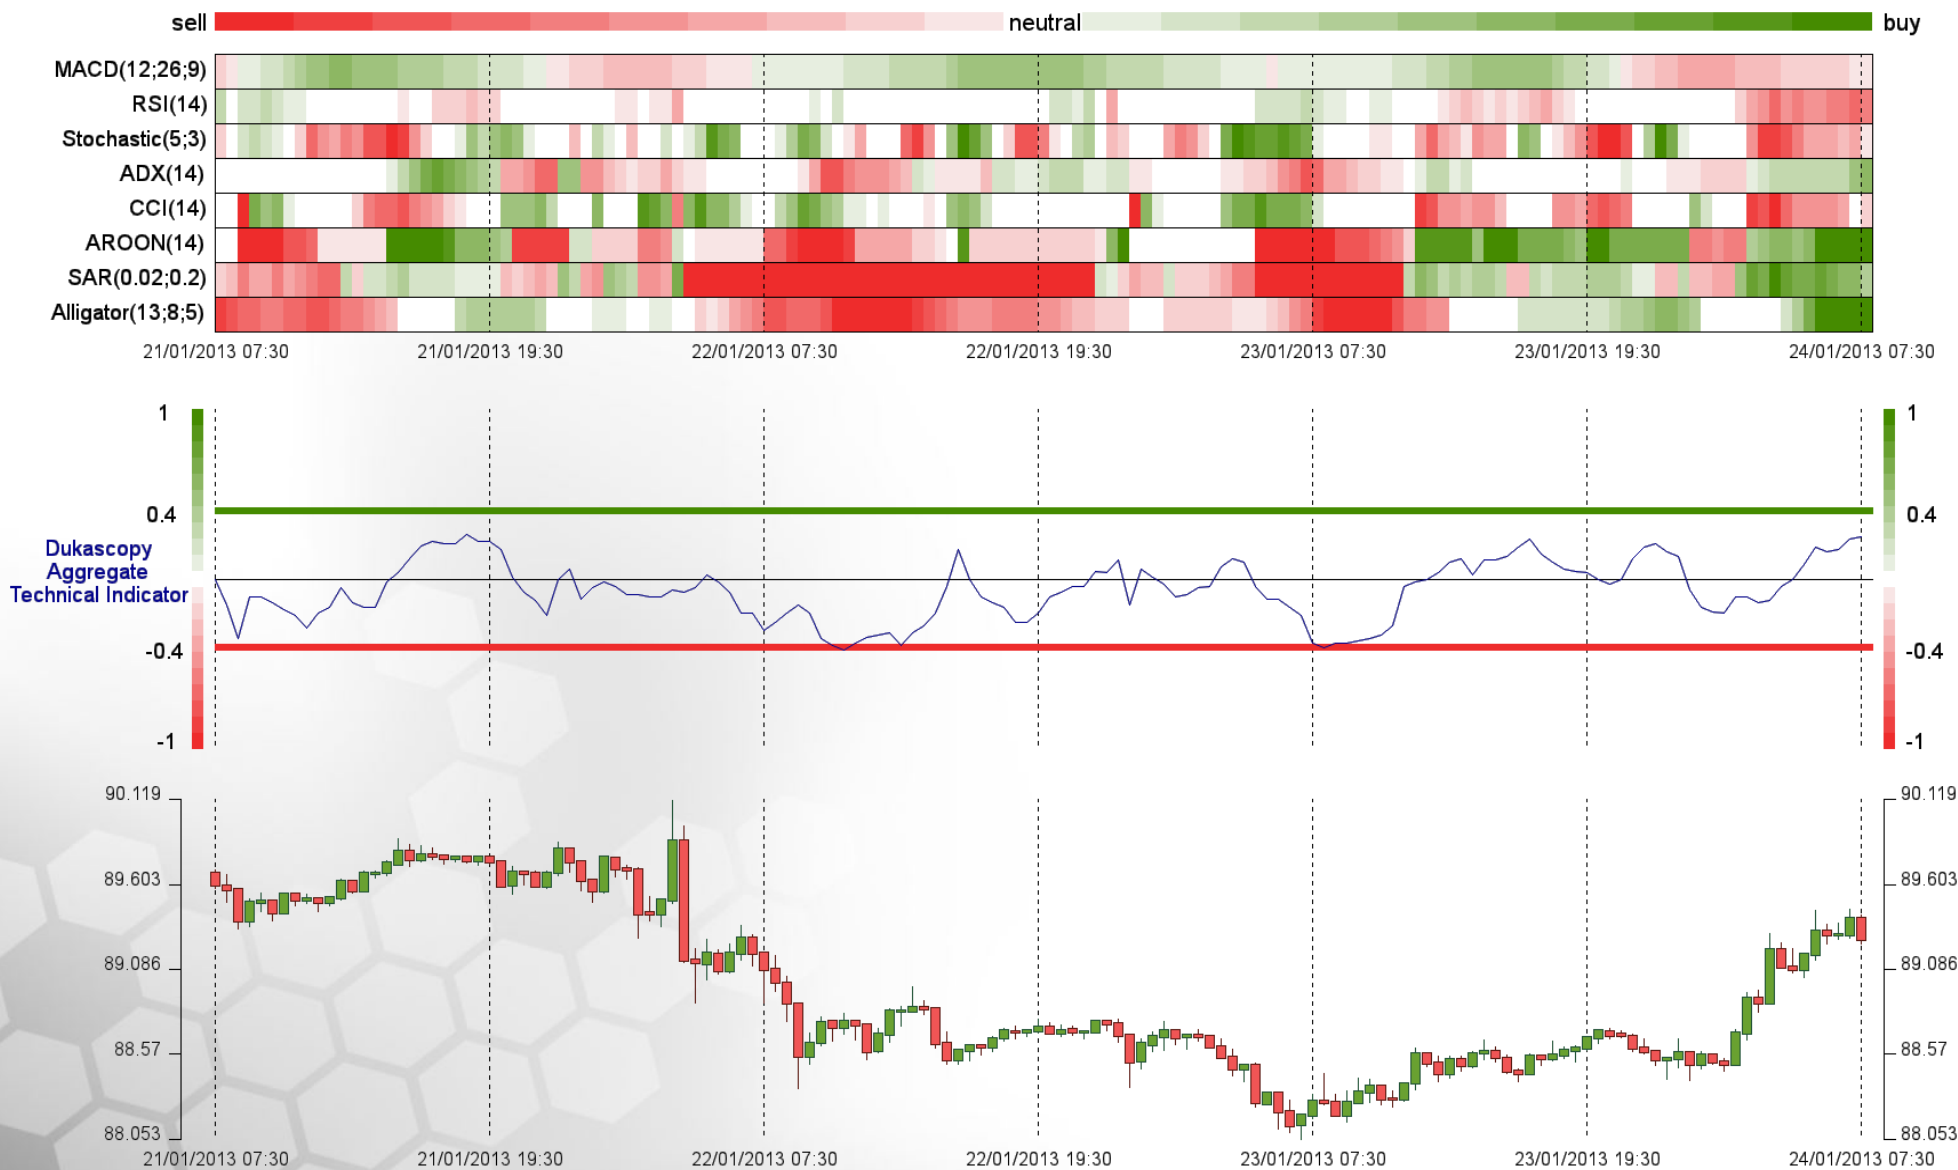 sell neutral buy
MACD(12;26;9)
RSI(14)
Stochastic(5;3)
ADX(14)
CCI(14)
AROON(14)
SAR(0.02;0.2)
Alligator(13;8;5)
21/01/2013 07:30 21/01/2013 19:30 22/01/2013 07:30 22/01/2013 19:30 23/01/2013 07:30 23/01/2013 19:30 24/01/2013 07:30
1 1
0.4 0.4
Dukascopy
Aggregate
Technical Indicator
-0.4 -0.4
-1 -1
90.119 90.119
89.603 89.603
89.086 89.086
88.57 88.57
88.053 88.053
21/01/2013 07:30 21/01/2013 19:30 22/01/2013 07:30 22/01/2013 19:30 23/01/2013 07:30 23/01/2013 19:30 24/01/2013 07:30